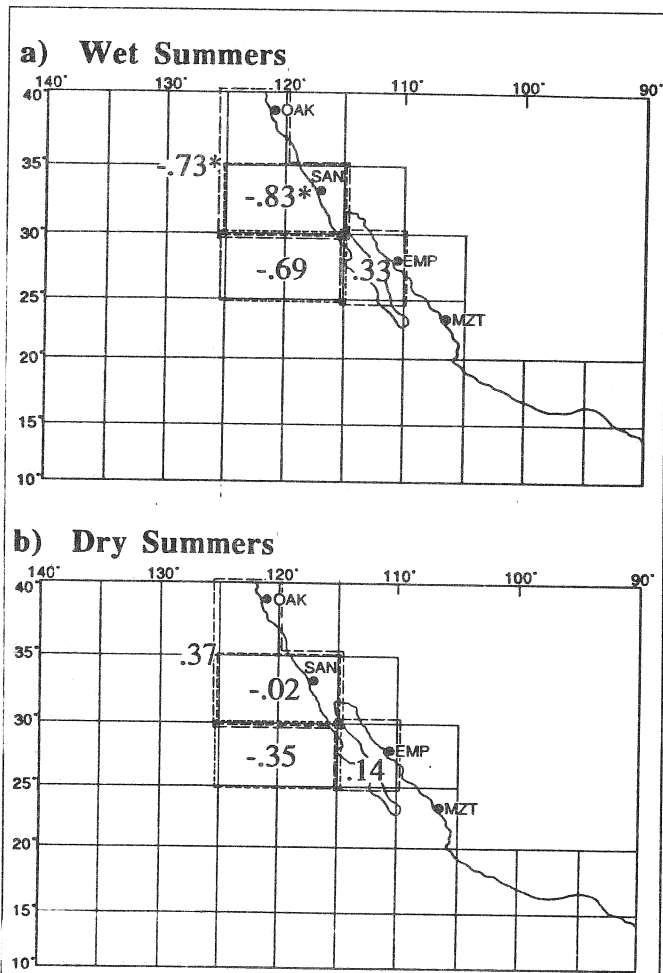 a) Wet Summers
140° 130° 120° 110° 100° 90°
40°
OAK
35°
-.73*
SAN
-.83*
30°
-.69
.33
EMP
25°
MZT
20°
15°
10°
b) Dry Summers
140° 130° 120° 110° 100° 90°
40°
OAK
35°
.37
SAN
-.02
30°
-.35
EMP
.14
25°
MZT
20°
15°
10°